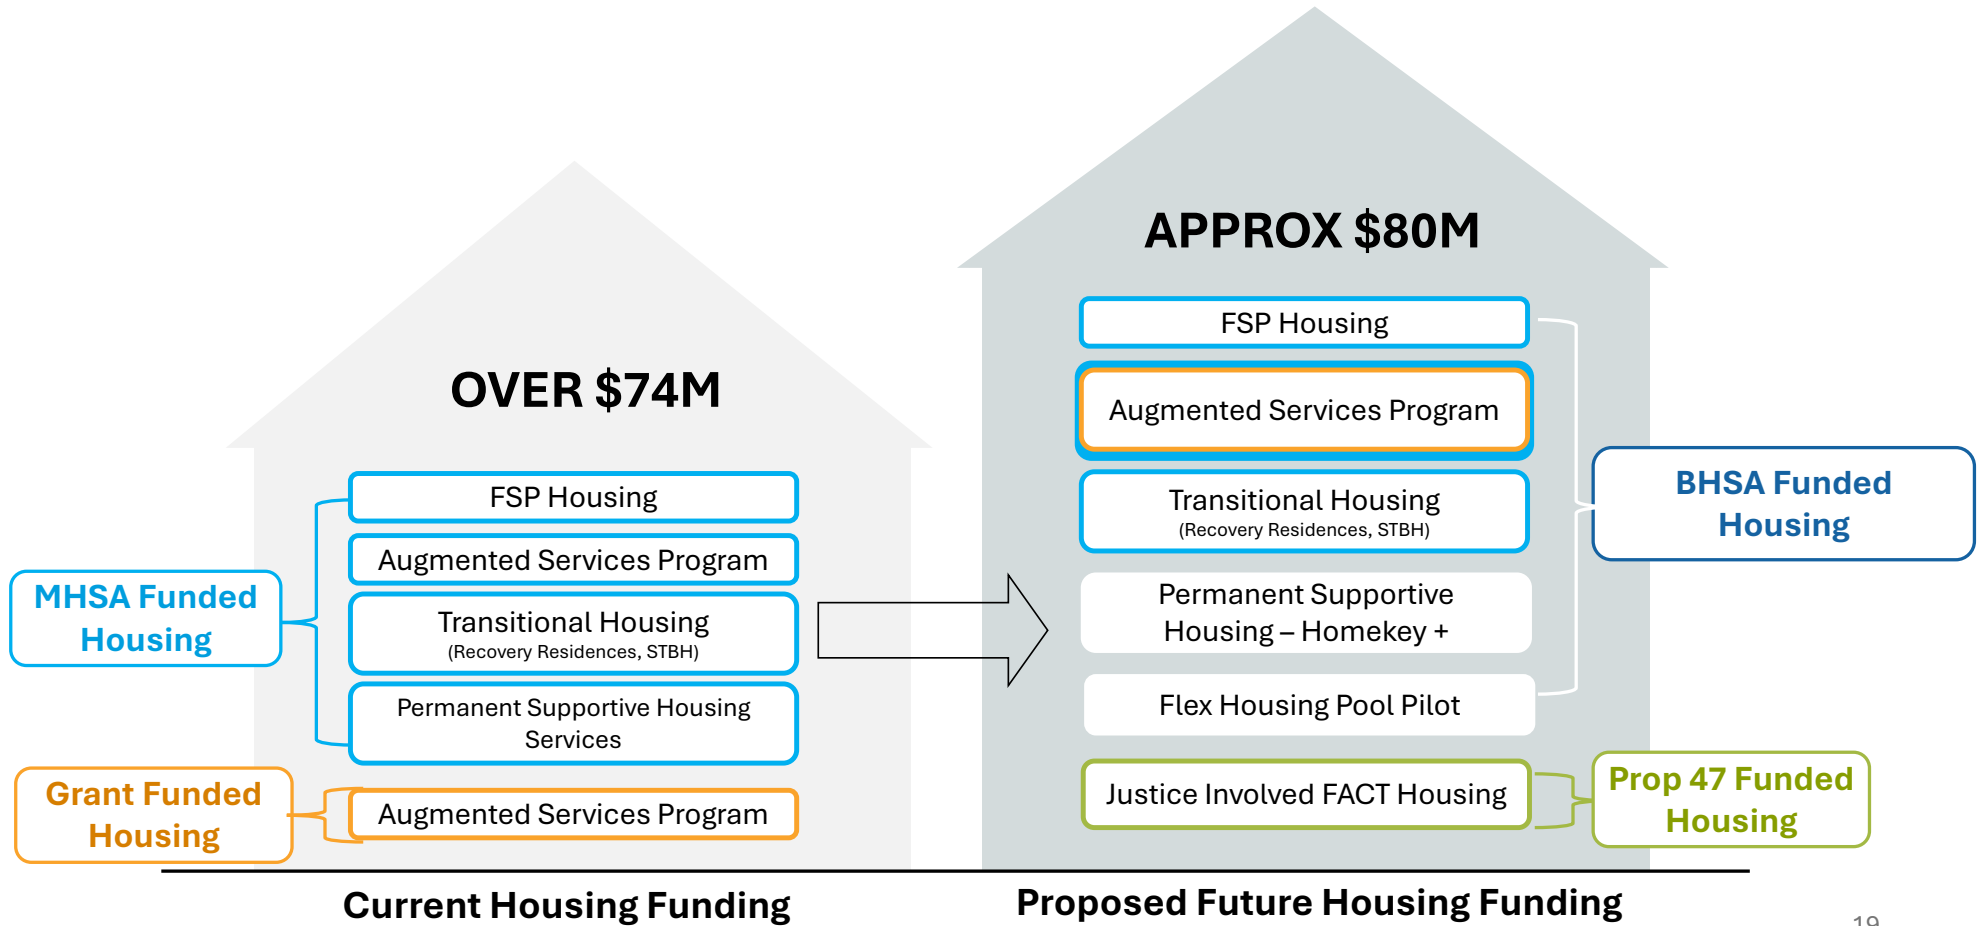 OVER $74M
FSP Housing
Augmented Services Program
Transitional Housing
(Recovery Residences, STBH)
Permanent Supportive Housing
Services
Augmented Services Program
MHSA Funded
Housing
Grant Funded
Housing
Current Housing Funding
APPROX $80M
FSP Housing
Augmented Services Program
Transitional Housing
(Recovery Residences, STBH)
Permanent Supportive
Housing – Homekey +
Flex Housing Pool Pilot
Justice Involved FACT Housing
BHSA Funded
Housing
Prop 47 Funded
Housing
Proposed Future Housing Funding
19